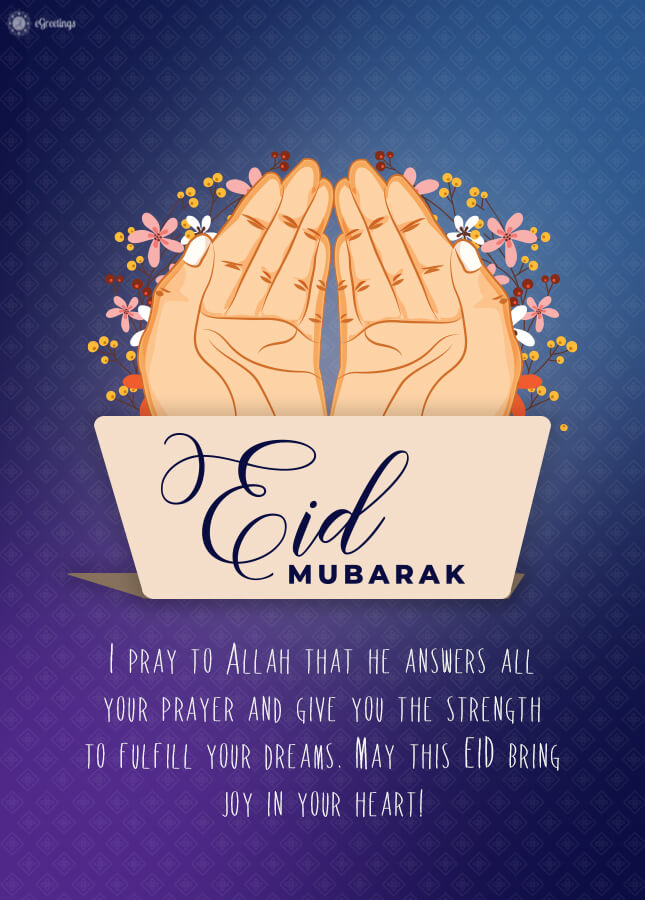 eGreetings
Eid
MUBARAK
I PRAY TO ALLAH THAT HE ANSWERS ALL
YOUR PRAYER AND GIVE YOU THE STRENGTH
TO FULFILL YOUR DREAMS. MAY THIS EID BRING
JOY IN YOUR HEART!